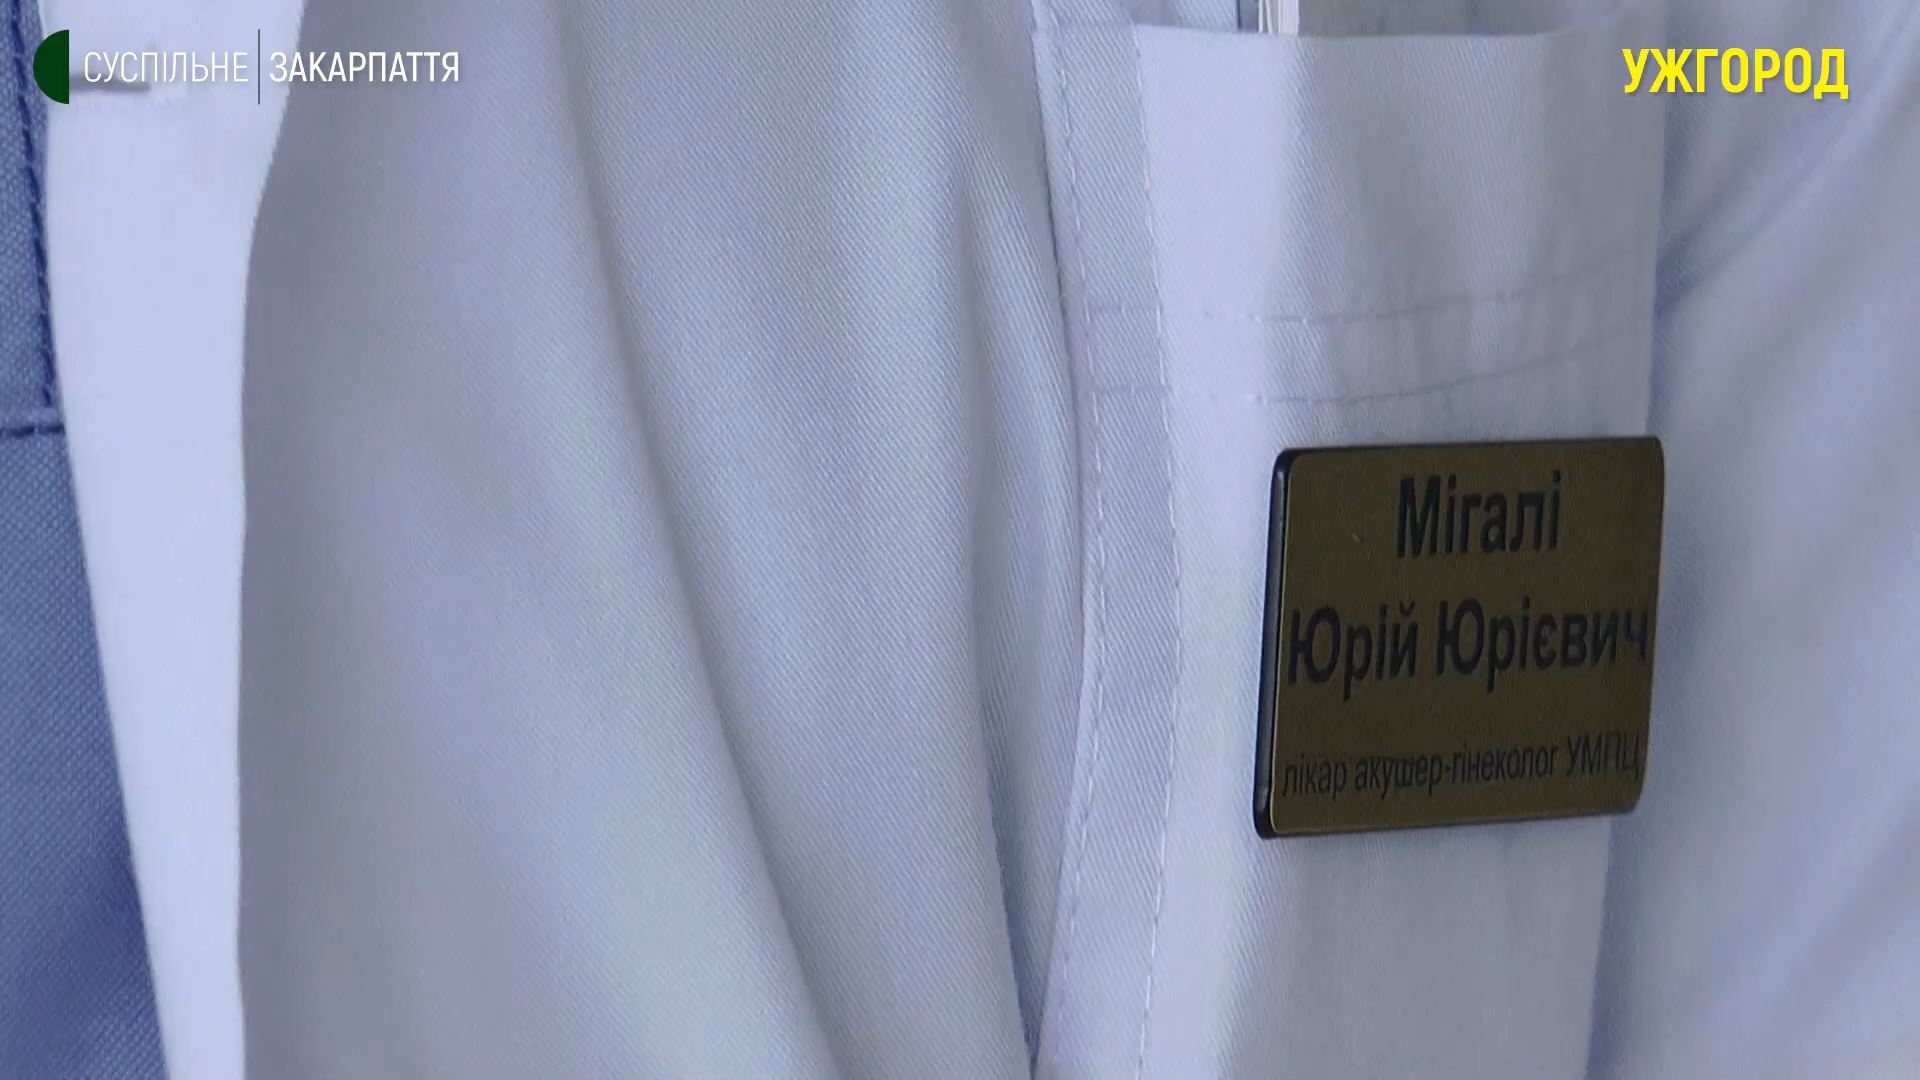 СУСПІЛЬНЕ ЗАКАРПАТТЯ
УЖГОРОД
Мігалі
Юрій Юрієвич
лікар акушер-гінеколог УМПЦ